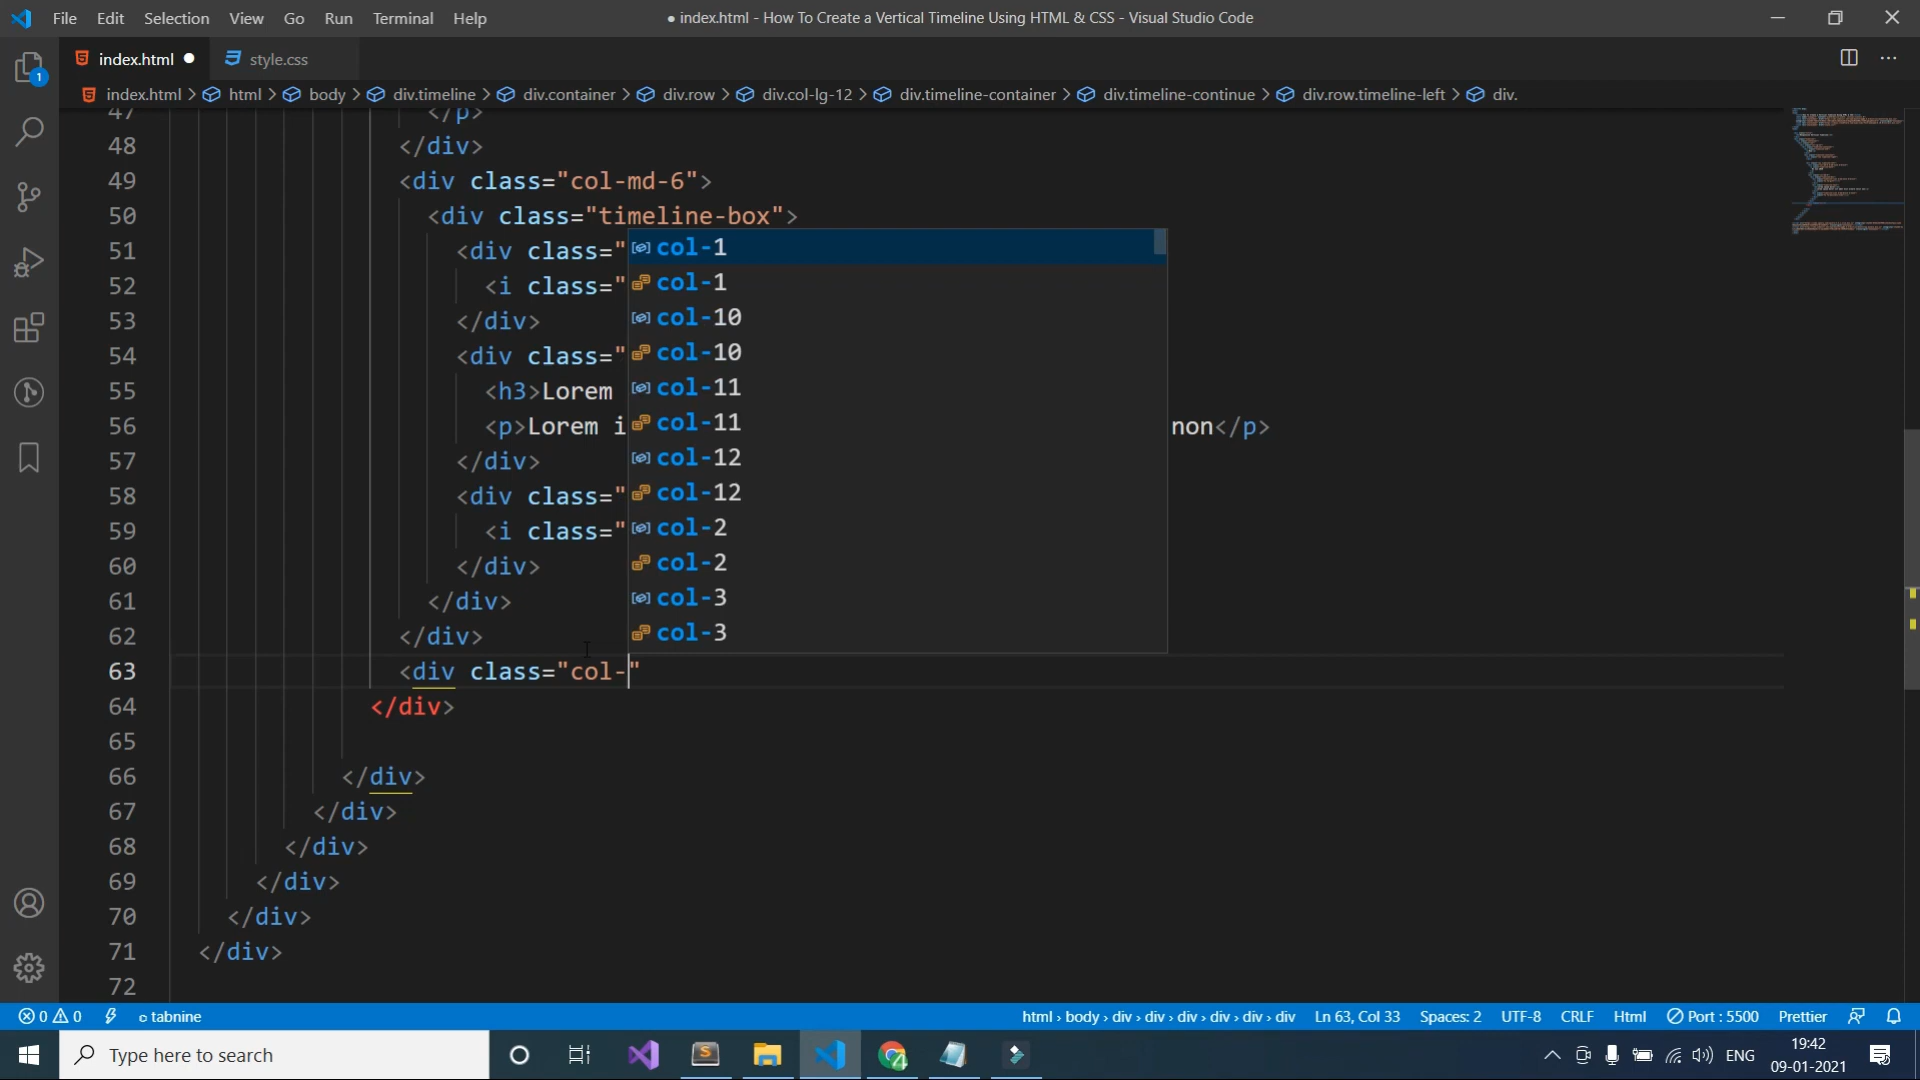 File Edit Selection View Go Run Terminal Help
● index.html - How To Create a Vertical Timeline Using HTML & CSS - Visual Studio Code
index.html ●
style.css
index.html > html > body > div.timeline > div.container > div.row > div.col-lg-12 > div.timeline-container > div.timeline-continue > div.row.timeline-left > div.
1
47 </p>
48 </div>
49 <div class="col-md-6">
50 <div class="timeline-box">
51 <div class="
52 <i class="
53 </div>
54 <div class="
55 <h3>Lorem
56 <p>Lorem i non</p>
57 </div>
58 <div class="
59 <i class="
60 </div>
61 </div>
62 </div>
63 <div class="col-"
64 </div>
65
66 </div>
67 </div>
68 </div>
69 </div>
70 </div>
71 </div>
72
col-1
col-1
col-10
col-10
col-11
col-11
col-12
col-12
col-2
col-2
col-3
col-3
0 0 tabnine
html › body › div › div › div › div › div › div › div Ln 63, Col 33 Spaces: 2 UTF-8 CRLF Html Port : 5500 Prettier
Type here to search
ENG
19:42
09-01-2021